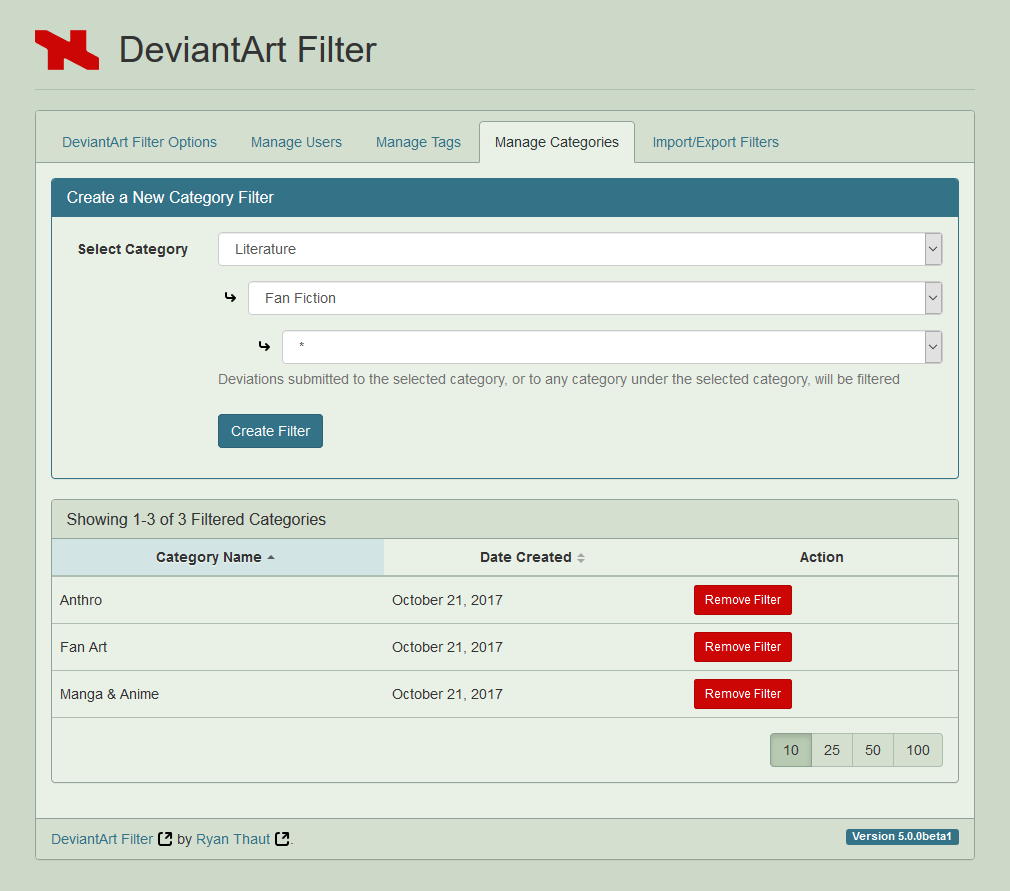 DeviantArt Filter
DeviantArt Filter Options Manage Users Manage Tags Manage Categories Import/Export Filters
Create a New Category Filter
Select Category Literature
Fan Fiction
*
Deviations submitted to the selected category, or to any category under the selected category, will be filtered
Create Filter
Showing 1-3 of 3 Filtered Categories
Category Name Date Created Action
Anthro October 21, 2017 Remove Filter
Fan Art October 21, 2017 Remove Filter
Manga & Anime October 21, 2017 Remove Filter
10 25 50 100
DeviantArt Filter by Ryan Thaut . Version 5.0.0beta1